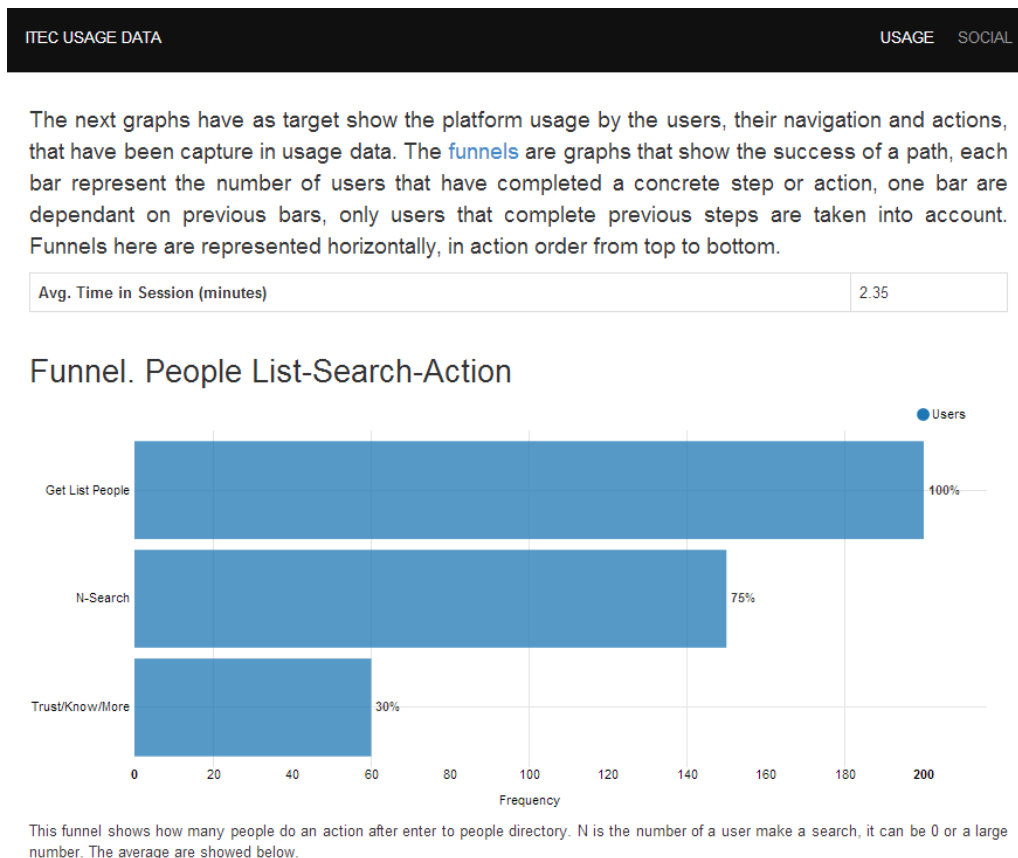 ITEC USAGE DATA USAGE SOCIAL
The next graphs have as target show the platform usage by the users, their navigation and actions,
that have been capture in usage data. The funnels are graphs that show the success of a path, each
bar represent the number of users that have completed a concrete step or action, one bar are
dependant on previous bars, only users that complete previous steps are taken into account.
Funnels here are represented horizontally, in action order from top to bottom.
Avg. Time in Session (minutes) 2.35
Funnel. People List-Search-Action
Users
Get List People 100%
N-Search 75%
Trust/Know/More 30%
0 20 40 60 80 100 120 140 160 180 200
Frequency
This funnel shows how many people do an action after enter to people directory. N is the number of a user make a search, it can be 0 or a large
number. The average are showed below.